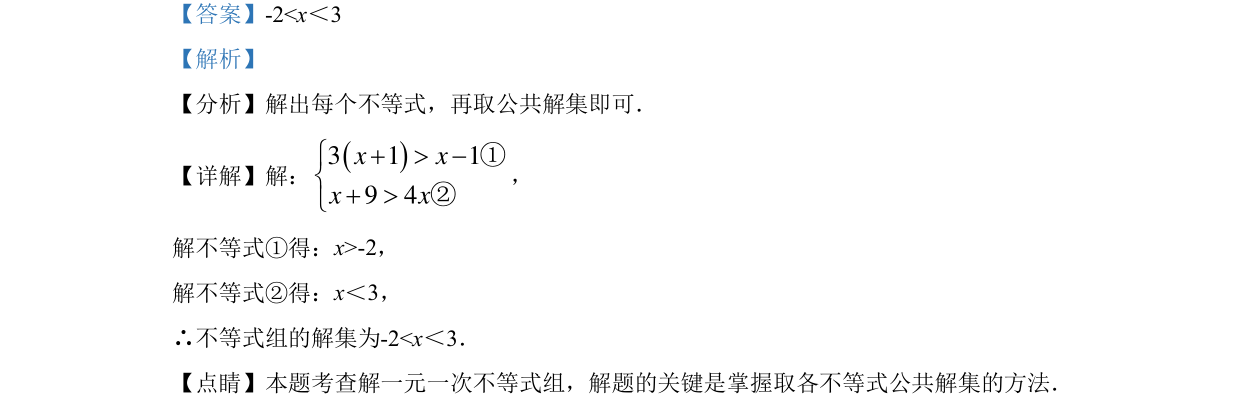 【答案】-2<x＜3
【解析】
【分析】解出每个不等式，再取公共解集即可．
【详解】解：{3(x+1)>x−1①
x+9>4x②，
解不等式①得：x>-2，
解不等式②得：x＜3，
∴不等式组的解集为-2<x＜3．
【点睛】本题考查解一元一次不等式组，解题的关键是掌握取各不等式公共解集的方法．